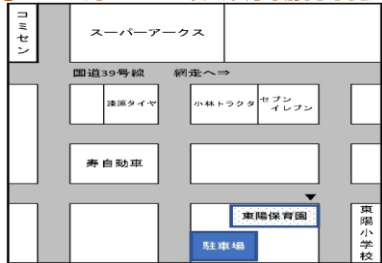 コミセン
スーパーアークス
国道39号線　網走へ⇒
漆原タイヤ
小林トラクタ
セブン
イレブン
寿自動車
東陽保育園
駐車場
東陽小学校